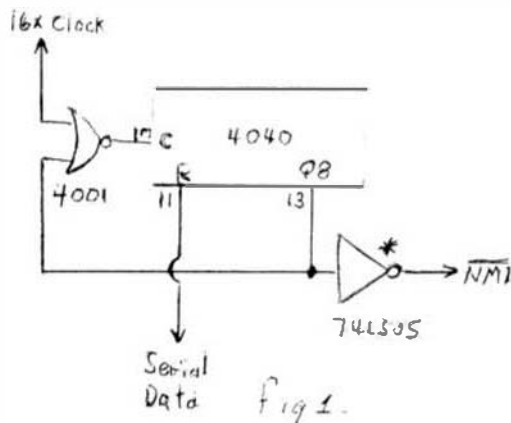 16x Clock
C
4040
R
Q8
4001
11
13
*
NMI
74LS05
Serial
Data
Fig 1.